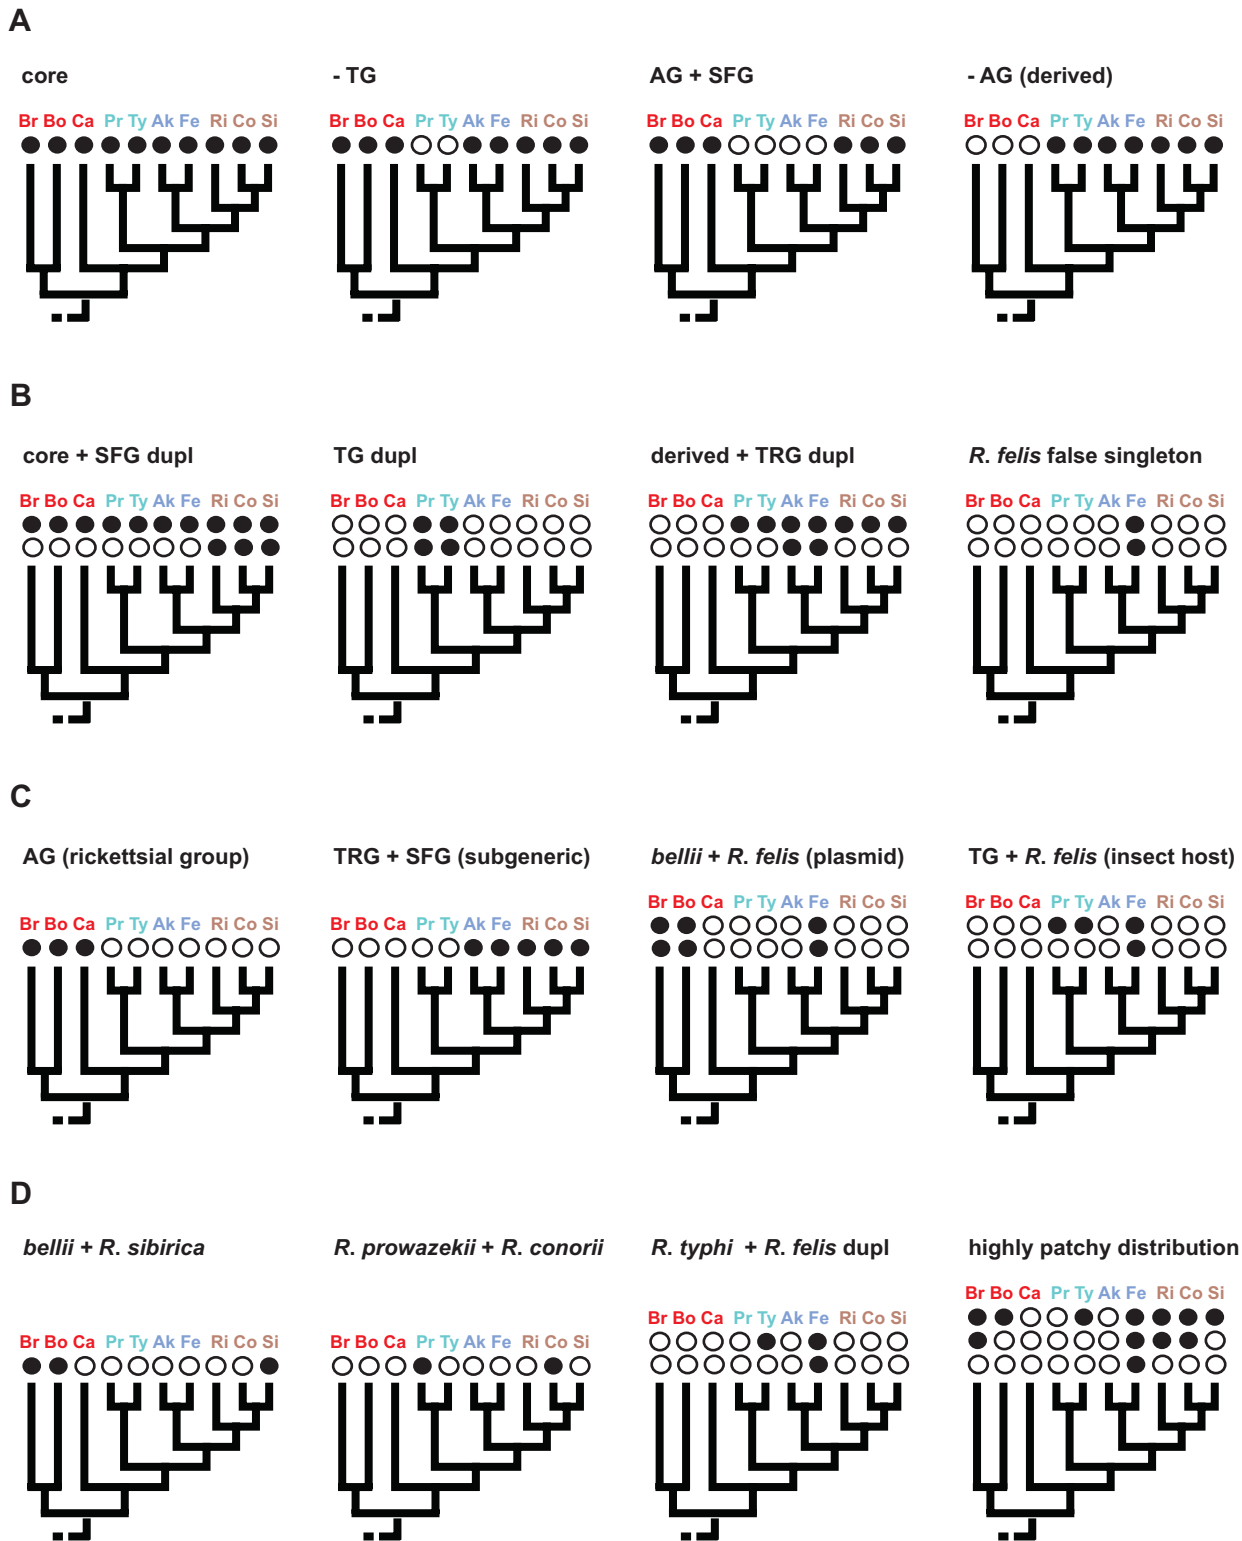 A
core - TG AG + SFG - AG (derived)
Br Bo Ca Pr Ty Ak Fe Ri Co Si Br Bo Ca Pr Ty Ak Fe Ri Co Si Br Bo Ca Pr Ty Ak Fe Ri Co Si Br Bo Ca Pr Ty Ak Fe Ri Co Si
B
core + SFG dupl TG dupl derived + TRG dupl R. felis false singleton
Br Bo Ca Pr Ty Ak Fe Ri Co Si Br Bo Ca Pr Ty Ak Fe Ri Co Si Br Bo Ca Pr Ty Ak Fe Ri Co Si Br Bo Ca Pr Ty Ak Fe Ri Co Si
C
AG (rickettsial group) TRG + SFG (subgeneric) bellii + R. felis (plasmid) TG + R. felis (insect host)
Br Bo Ca Pr Ty Ak Fe Ri Co Si Br Bo Ca Pr Ty Ak Fe Ri Co Si Br Bo Ca Pr Ty Ak Fe Ri Co Si Br Bo Ca Pr Ty Ak Fe Ri Co Si
D
bellii + R. sibirica R. prowazekii + R. conorii R. typhi + R. felis dupl highly patchy distribution
Br Bo Ca Pr Ty Ak Fe Ri Co Si Br Bo Ca Pr Ty Ak Fe Ri Co Si Br Bo Ca Pr Ty Ak Fe Ri Co Si Br Bo Ca Pr Ty Ak Fe Ri Co Si